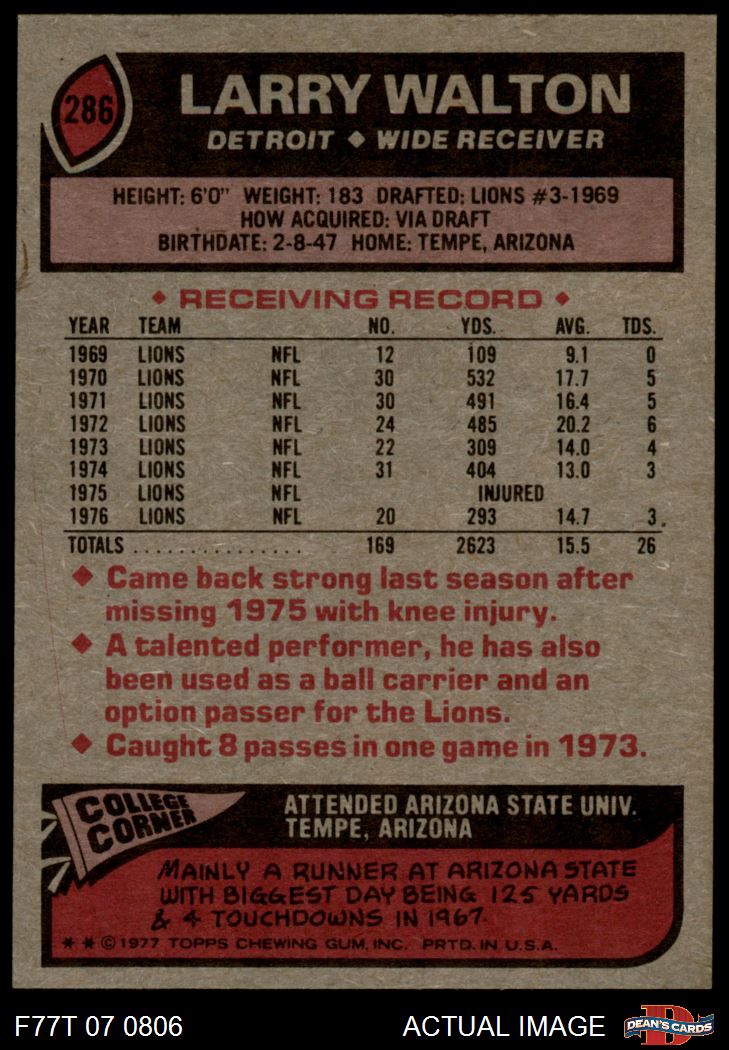 286
LARRY WALTON
DETROIT ◆ WIDE RECEIVER
HEIGHT: 6'0" WEIGHT: 183 DRAFTED: LIONS #3-1969
HOW ACQUIRED: VIA DRAFT
BIRTHDATE: 2-8-47 HOME: TEMPE, ARIZONA
◆ RECEIVING RECORD ◆
YEAR TEAM NO. YDS. AVG. TDS.
1969 LIONS NFL 12 109 9.1 0
1970 LIONS NFL 30 532 17.7 5
1971 LIONS NFL 30 491 16.4 5
1972 LIONS NFL 24 485 20.2 6
1973 LIONS NFL 22 309 14.0 4
1974 LIONS NFL 31 404 13.0 3
1975 LIONS NFL INJURED
1976 LIONS NFL 20 293 14.7 3
TOTALS ................ 169 2623 15.5 26
◆ Came back strong last season after
missing 1975 with knee injury.
◆ A talented performer, he has also
been used as a ball carrier and an
option passer for the Lions.
◆ Caught 8 passes in one game in 1973.
COLLEGE
CORNER
ATTENDED ARIZONA STATE UNIV.
TEMPE, ARIZONA
MAINLY A RUNNER AT ARIZONA STATE
WITH BIGGEST DAY BEING 125 YARDS
& 4 TOUCHDOWNS IN 1967.
* * © 1977 TOPPS CHEWING GUM, INC. PRTD. IN U.S.A.
F77T 07 0806
ACTUAL IMAGE
D
DEAN'S CARDS